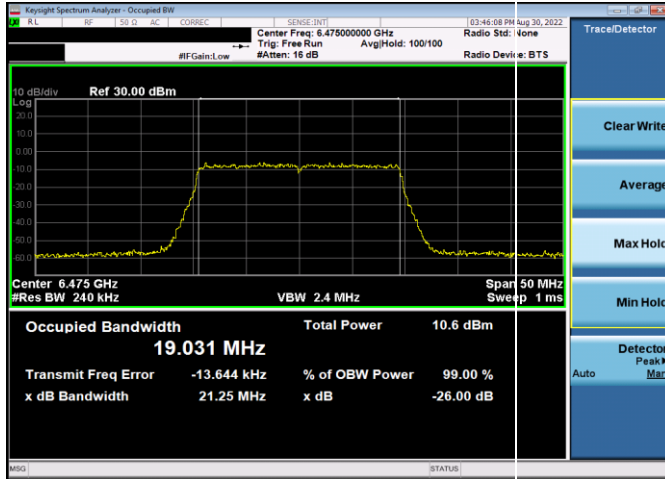 Keysight Spectrum Analyzer - Occupied BW
RL RF 50 Ω AC CORREC SENSE:INT 03:46:08 PM Aug 30, 2022
Center Freq: 6.475000000 GHz Radio Std: None
Trig: Free Run Avg|Hold: 100/100
#IFGain:Low #Atten: 16 dB Radio Device: BTS
Trace/Detector
10 dB/div Ref 30.00 dBm
Log
20.0
10.0
0.00
-10.0
-20.0
-30.0
-40.0
-50.0
-60.0
Center 6.475 GHz Span 50 MHz
#Res BW 240 kHz VBW 2.4 MHz Sweep 1 ms
Occupied Bandwidth Total Power 10.6 dBm
19.031 MHz
Transmit Freq Error -13.644 kHz % of OBW Power 99.00 %
x dB Bandwidth 21.25 MHz x dB -26.00 dB
Clear Write
Average
Max Hold
Min Hold
Detector
Peak
Auto Man
MSG STATUS